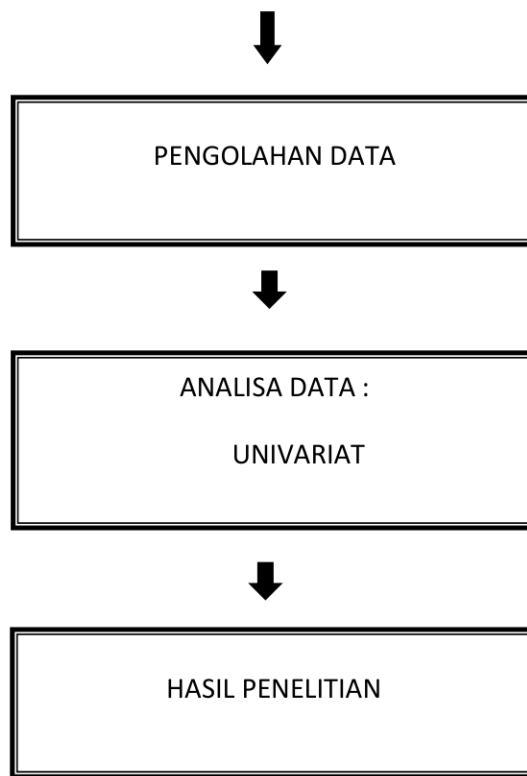 PENGOLAHAN DATA
ANALISA DATA :
UNIVARIAT
HASIL PENELITIAN